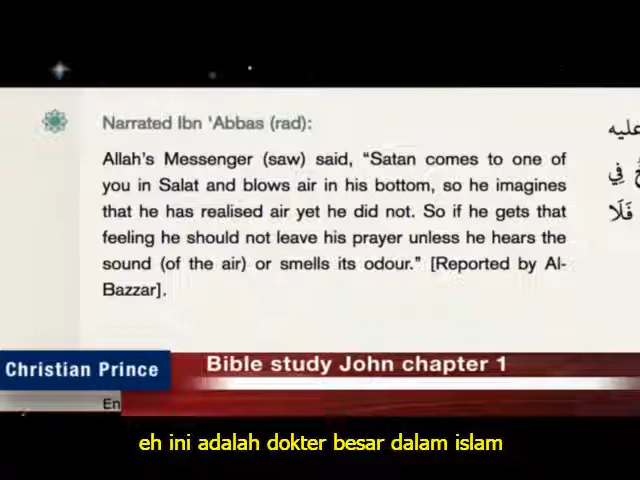 Narrated Ibn 'Abbas (rad):
Allah's Messenger (saw) said, “Satan comes to one of
you in Salat and blows air in his bottom, so he imagines
that he has realised air yet he did not. So if he gets that
feeling he should not leave his prayer unless he hears the
sound (of the air) or smells its odour.” [Reported by Al-
Bazzar].
عليه
في
فلا
Christian Prince
Bible study John chapter 1
En
eh ini adalah dokter besar dalam islam